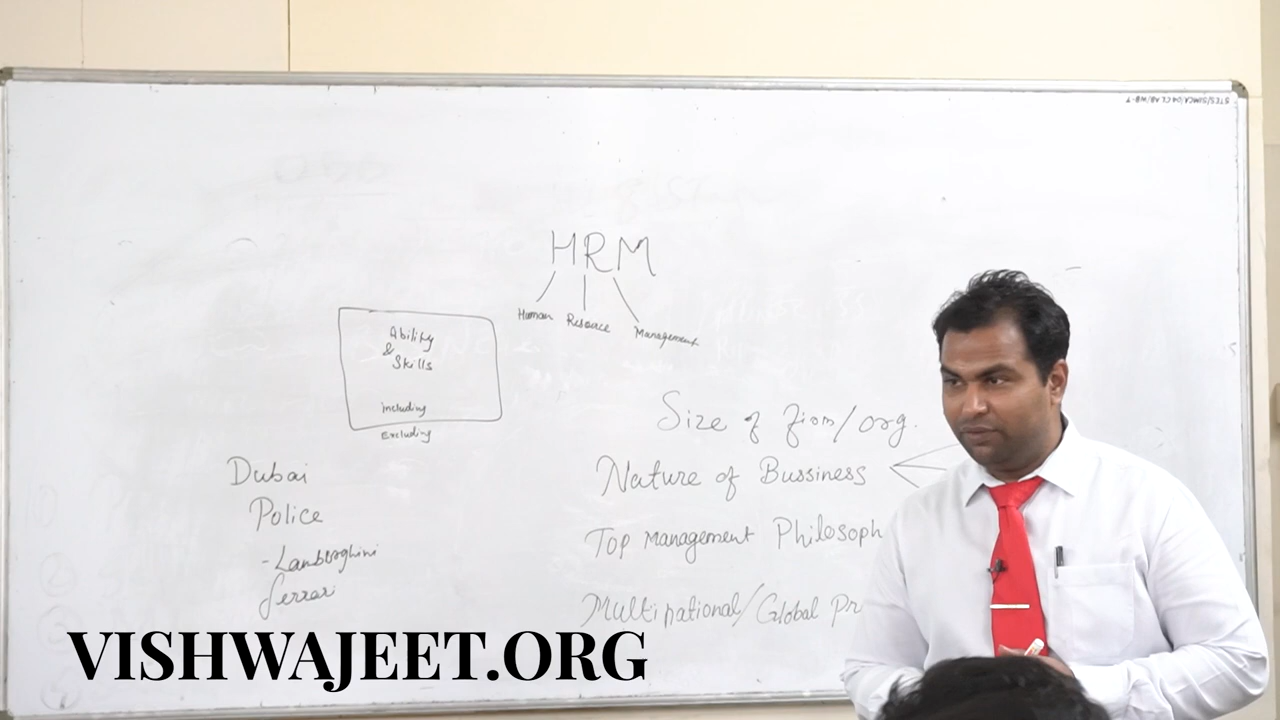 HRM
Human Resource Management
Ability
&
Skills
including
Excluding
Size of firm/org.
Nature of Bussiness
Top Management Philosoph
Multinational/Global Pr
Dubai
Police
-Lamborghini
ferrari
VISHWAJEET.ORG